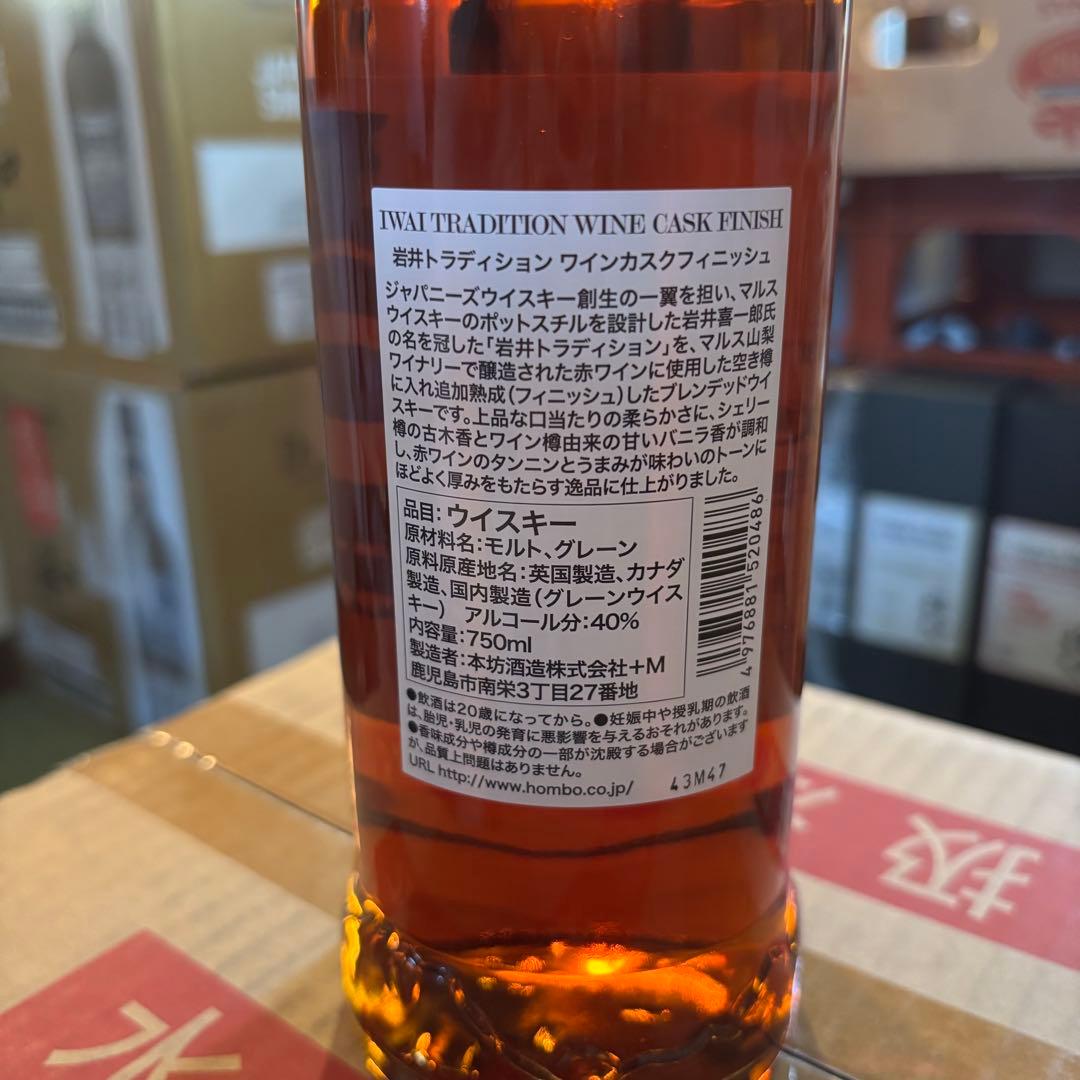 IWAI TRADITION WINE CASK FINISH
岩井トラディション ワインカスクフィニッシュ
ジャパニーズウイスキー創生の一翼を担い、マルス
ウイスキーのポットスチルを設計した岩井喜一郎氏
の名を冠した「岩井トラディション」を、マルス山梨
ワイナリーで醸造された赤ワインに使用した空き樽
に入れ追加熟成(フィニッシュ)したブレンデッドウイ
スキーです。上品な口当たりの柔らかさに、シェリー
樽の古木香とワイン樽由来の甘いバニラ香が調和
し、赤ワインのタンニンとうまみが味わいのトーンに
ほどよく厚みをもたらす逸品に仕上がりました。
品目:ウイスキー
原材料名:モルト、グレーン
原料原産地名:英国製造、カナダ
製造、国内製造(グレーンウイス
キー) アルコール分:40%
内容量:750ml
製造者:本坊酒造株式会社+M
鹿児島市南栄3丁目27番地
4976881520486
●飲酒は20歳になってから。●妊娠中や授乳期の飲酒
は、胎児・乳児の発育に悪影響を与えるおそれがあります。
●香味成分や樽成分の一部が沈殿する場合がございます
が、品質上問題はありません。
URL http://www.hombo.co.jp/
43M47
扱